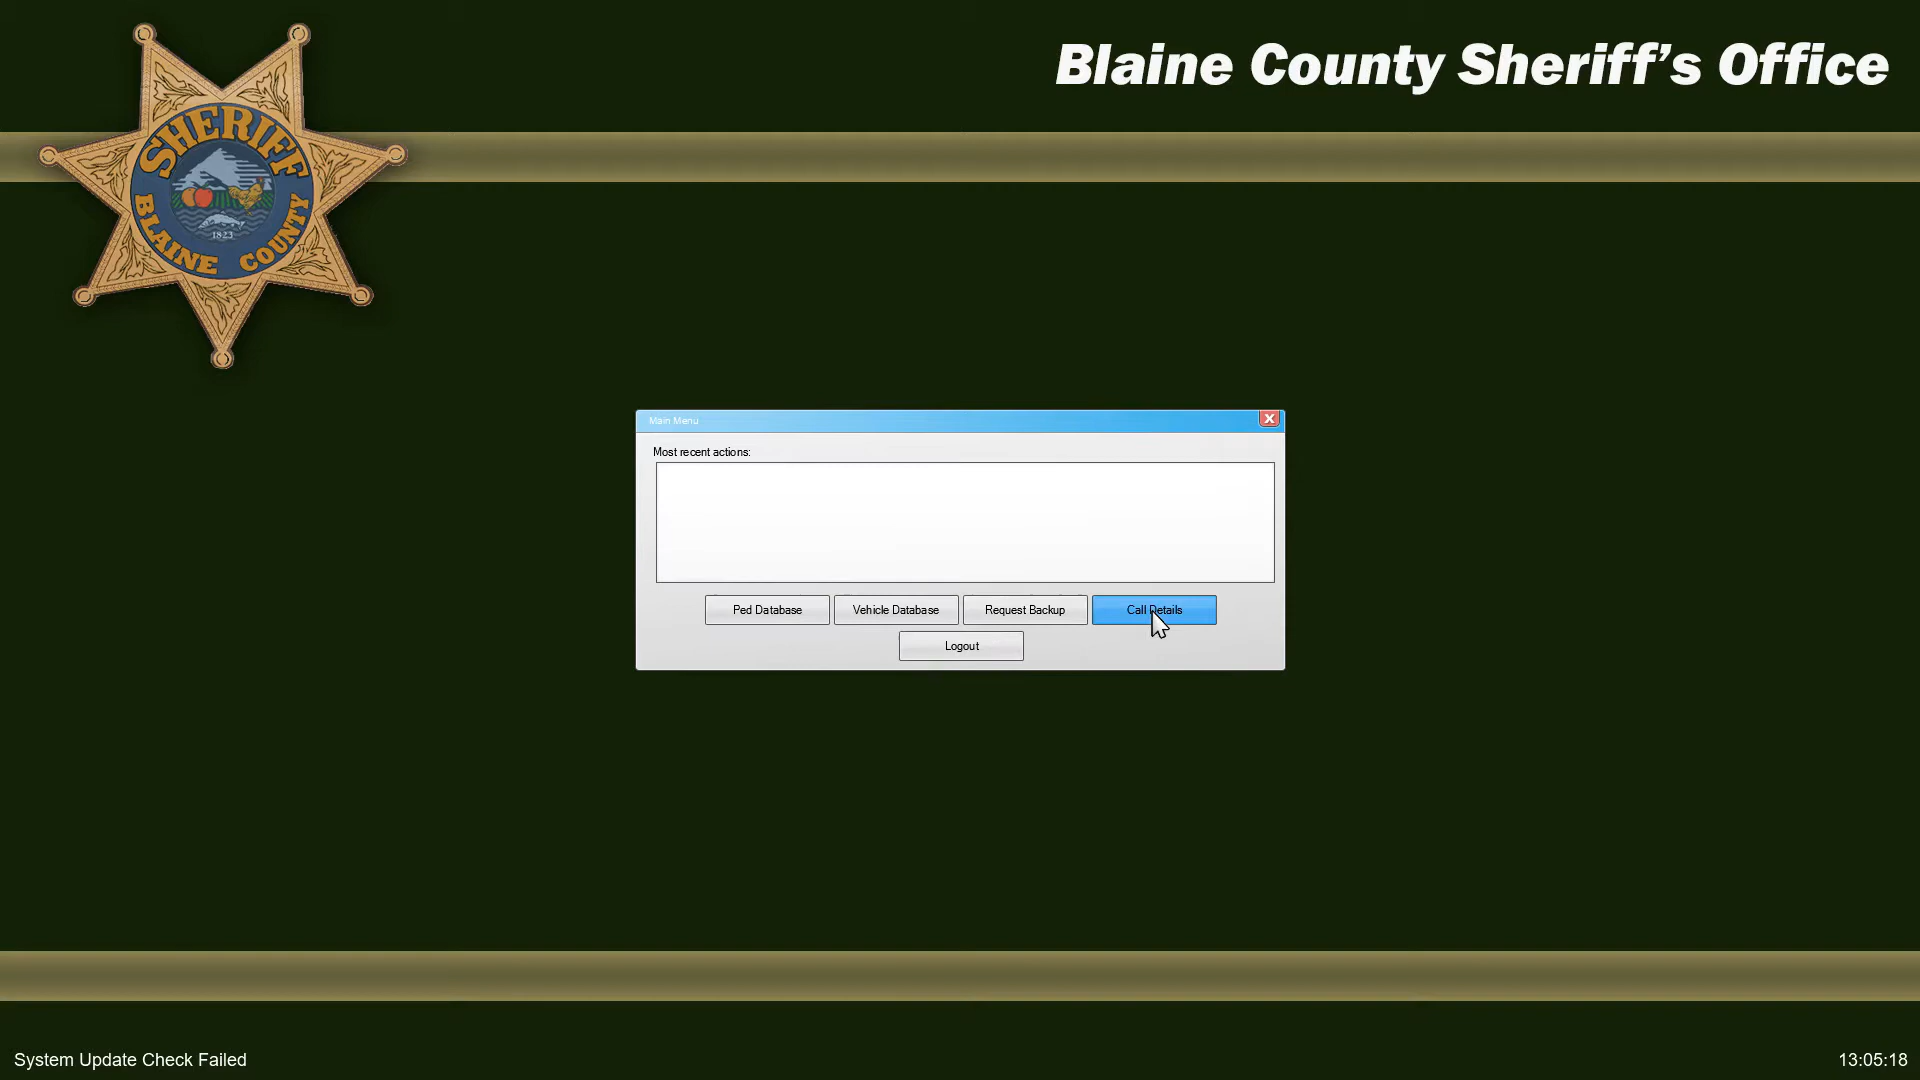 Blaine County Sheriff's Office
SHERIFF
1823
BLAINE COUNTY
Main Menu
Most recent actions:
Ped Database
Vehicle Database
Request Backup
Call Details
Logout
System Update Check Failed
13:05:18